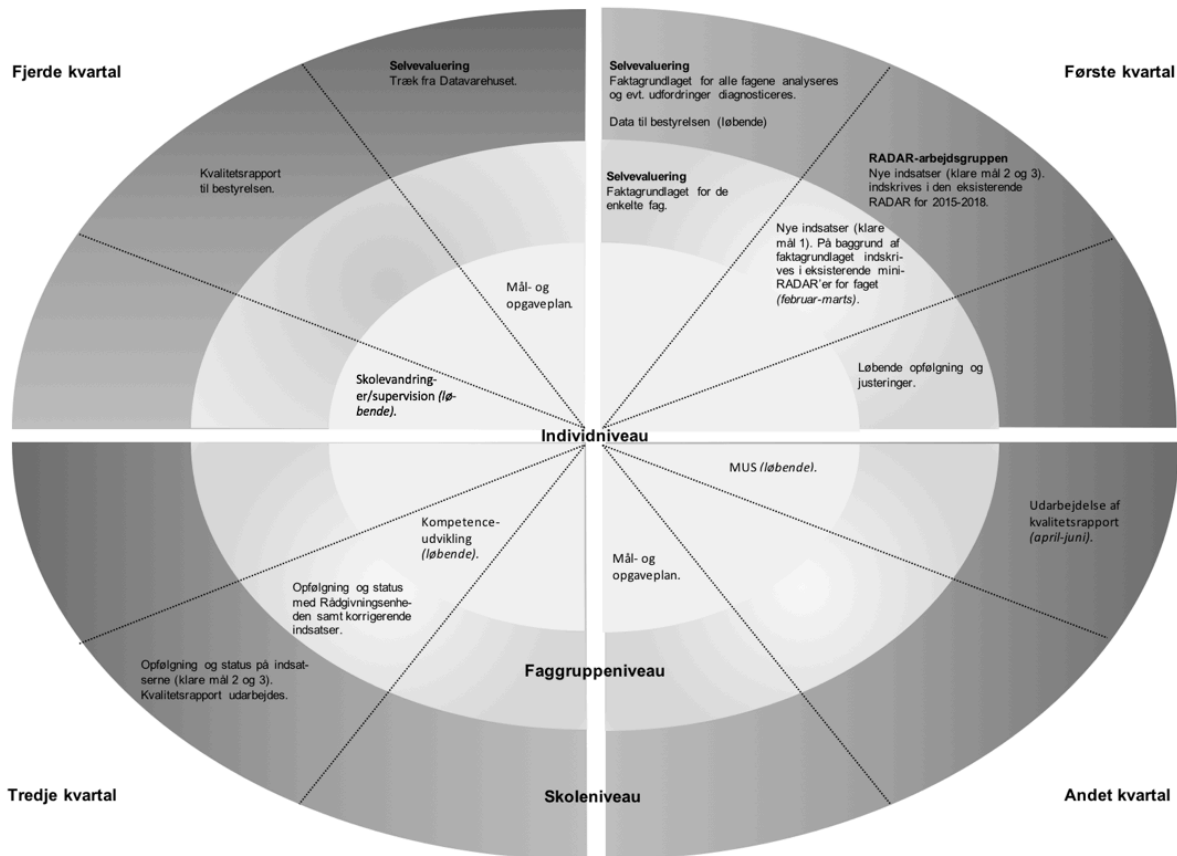 Fjerde kvartal
Selvevaluering
Træk fra Datavarehuset.
Kvalitetsrapport
til bestyrelsen.
Mål- og
opgaveplan.
Skolevandring-
er/supervision (lø-
bende).
Første kvartal
Selvevaluering
Faktagrundlaget for alle fagene analyseres
og evt. udfordringer diagnosticeres.
Data til bestyrelsen (løbende)
Selvevaluering
Faktagrundlaget for de
enkelte fag.
RADAR-arbejdsgruppen
Nye indsatser (klare mål 2 og 3).
indskrives i den eksisterende
RADAR for 2015-2018.
Nye indsatser (klare
mål 1). På baggrund af
faktagrundlaget indskri-
ves i eksisterende mini-
RADAR´er for faget
(februar-marts).
Løbende opfølgning og
justeringer.
Individniveau
MUS (løbende).
Udarbejdelse af
kvalitetsrapport
(april-juni).
Mål- og
opgaveplan.
Kompetence-
udvikling
(løbende).
Opfølgning og status
med Rådgivningsenhe-
den samt korrigerende
indsatser.
Opfølgning og status på indsat-
serne (klare mål 2 og 3).
Kvalitetsrapport udarbejdes.
Faggruppeniveau
Tredje kvartal
Skoleniveau
Andet kvartal